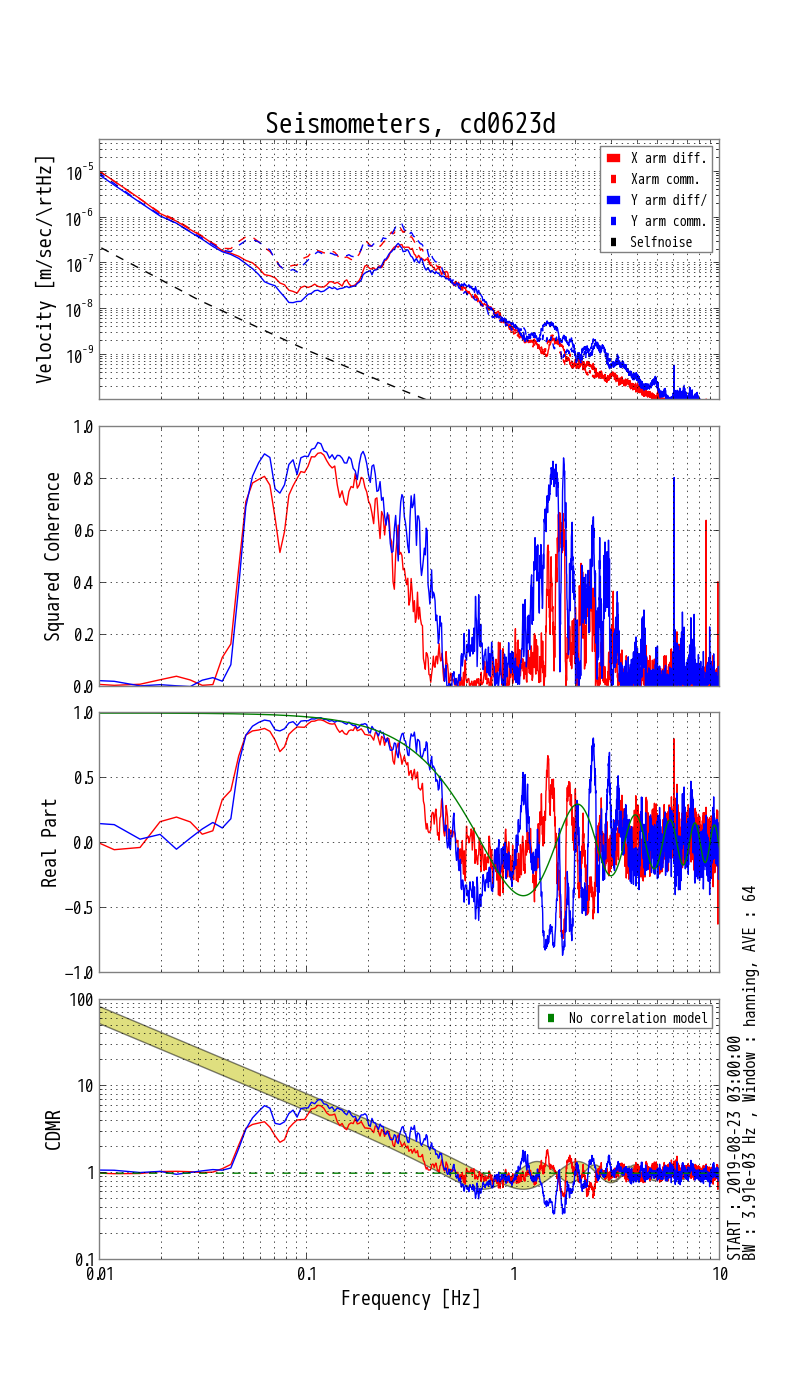 Seismometers, cd0623d
Velocity [m/sec/\rtHz]
10^-5
10^-6
10^-7
10^-8
10^-9
X arm diff.
Xarm comm.
Y arm diff/
Y arm comm.
Selfnoise
Squared Coherence
1.0
0.8
0.6
0.4
0.2
0.0
Real Part
1.0
0.5
0.0
−0.5
−1.0
CDMR
100
10
1
0.1
No correlation model
0.01
0.1
1
10
Frequency [Hz]
START : 2019-08-23 03:00:00
BW : 3.91e-03 Hz , Window : hanning, AVE : 64